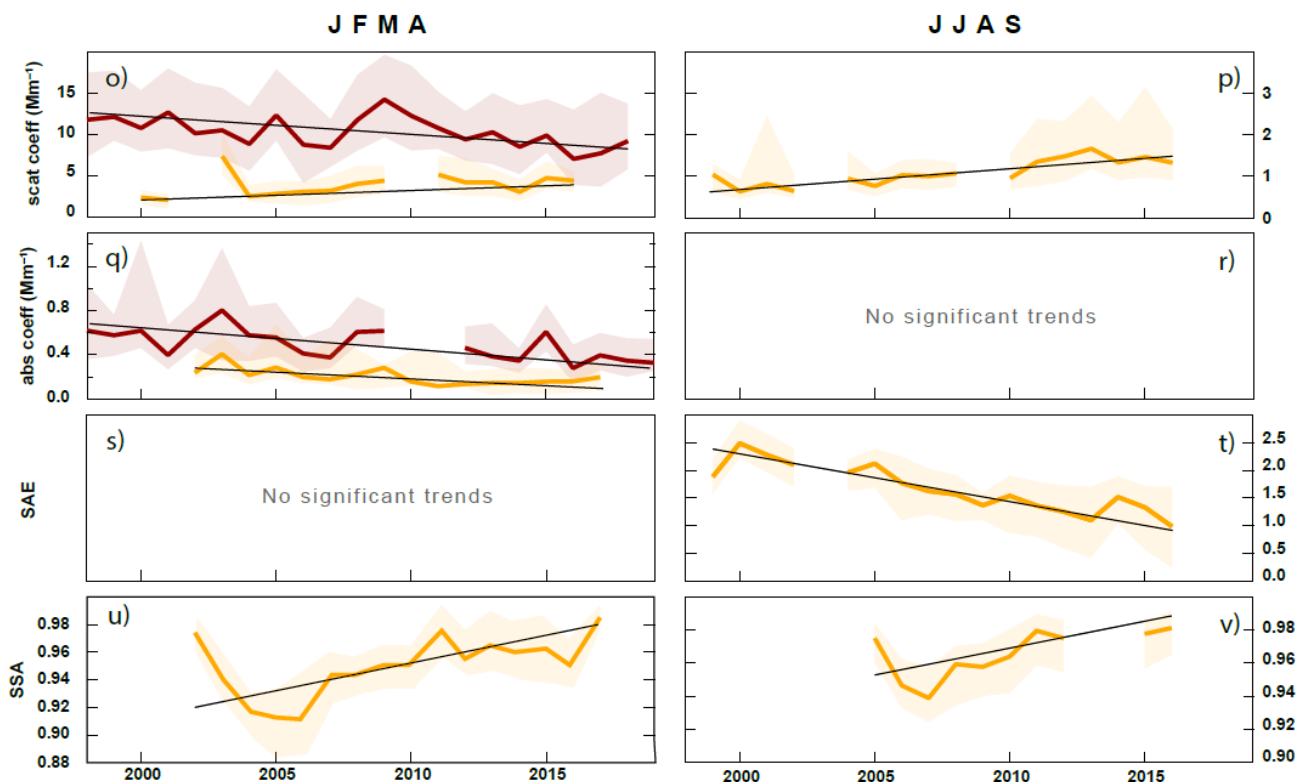 J F M A
J J A S
scat coeff (Mm⁻¹)
15
10
5
0
o)
p)
3
2
1
0
abs coeff (Mm⁻¹)
1.2
0.8
0.4
0.0
q)
r)
No significant trends
SAE
s)
No significant trends
t)
2.5
2.0
1.5
1.0
0.5
0.0
SSA
0.98
0.96
0.94
0.92
0.90
0.88
u)
v)
0.98
0.96
0.94
0.92
0.90
2000 2005 2010 2015
2000 2005 2010 2015